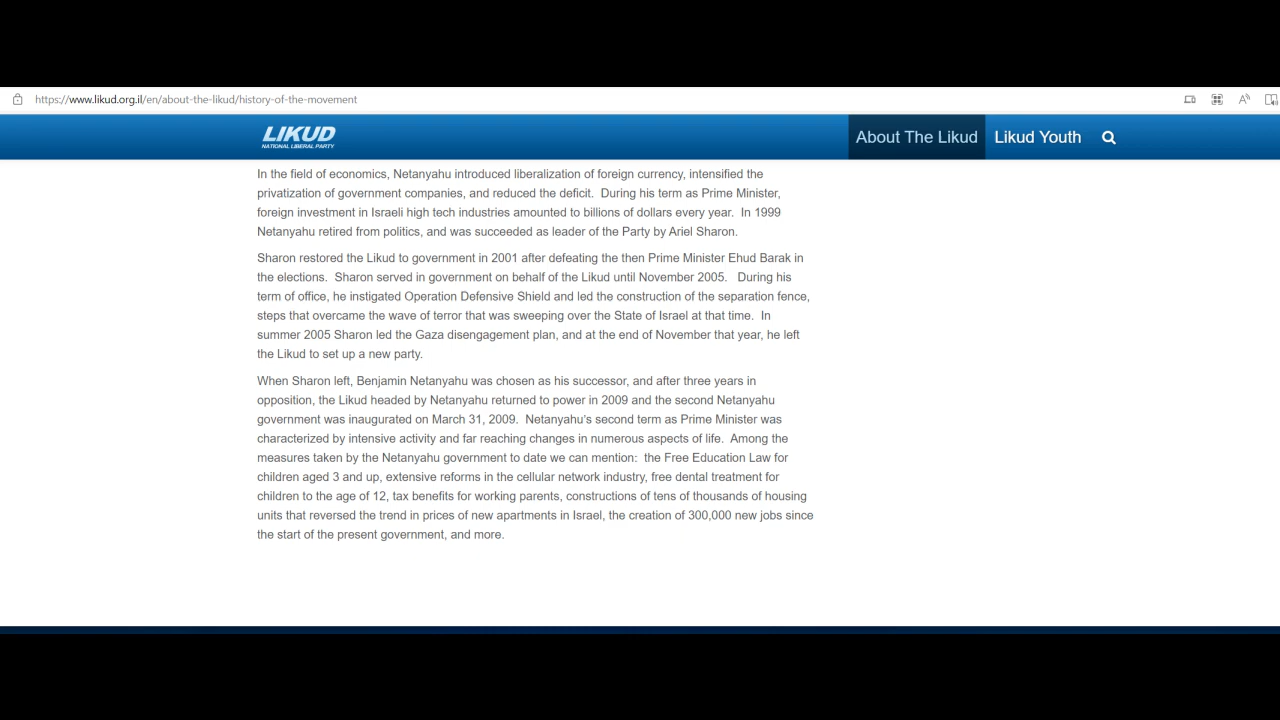 https://www.likud.org.il/en/about-the-likud/history-of-the-movement
LIKUD
NATIONAL LIBERAL PARTY
About The Likud
Likud Youth
In the field of economics, Netanyahu introduced liberalization of foreign currency, intensified the
privatization of government companies, and reduced the deficit.  During his term as Prime Minister,
foreign investment in Israeli high tech industries amounted to billions of dollars every year.  In 1999
Netanyahu retired from politics, and was succeeded as leader of the Party by Ariel Sharon.
Sharon restored the Likud to government in 2001 after defeating the then Prime Minister Ehud Barak in
the elections.  Sharon served in government on behalf of the Likud until November 2005.   During his
term of office, he instigated Operation Defensive Shield and led the construction of the separation fence,
steps that overcame the wave of terror that was sweeping over the State of Israel at that time.  In
summer 2005 Sharon led the Gaza disengagement plan, and at the end of November that year, he left
the Likud to set up a new party.
When Sharon left, Benjamin Netanyahu was chosen as his successor, and after three years in
opposition, the Likud headed by Netanyahu returned to power in 2009 and the second Netanyahu
government was inaugurated on March 31, 2009.  Netanyahu's second term as Prime Minister was
characterized by intensive activity and far reaching changes in numerous aspects of life.  Among the
measures taken by the Netanyahu government to date we can mention:  the Free Education Law for
children aged 3 and up, extensive reforms in the cellular network industry, free dental treatment for
children to the age of 12, tax benefits for working parents, constructions of tens of thousands of housing
units that reversed the trend in prices of new apartments in Israel, the creation of 300,000 new jobs since
the start of the present government, and more.